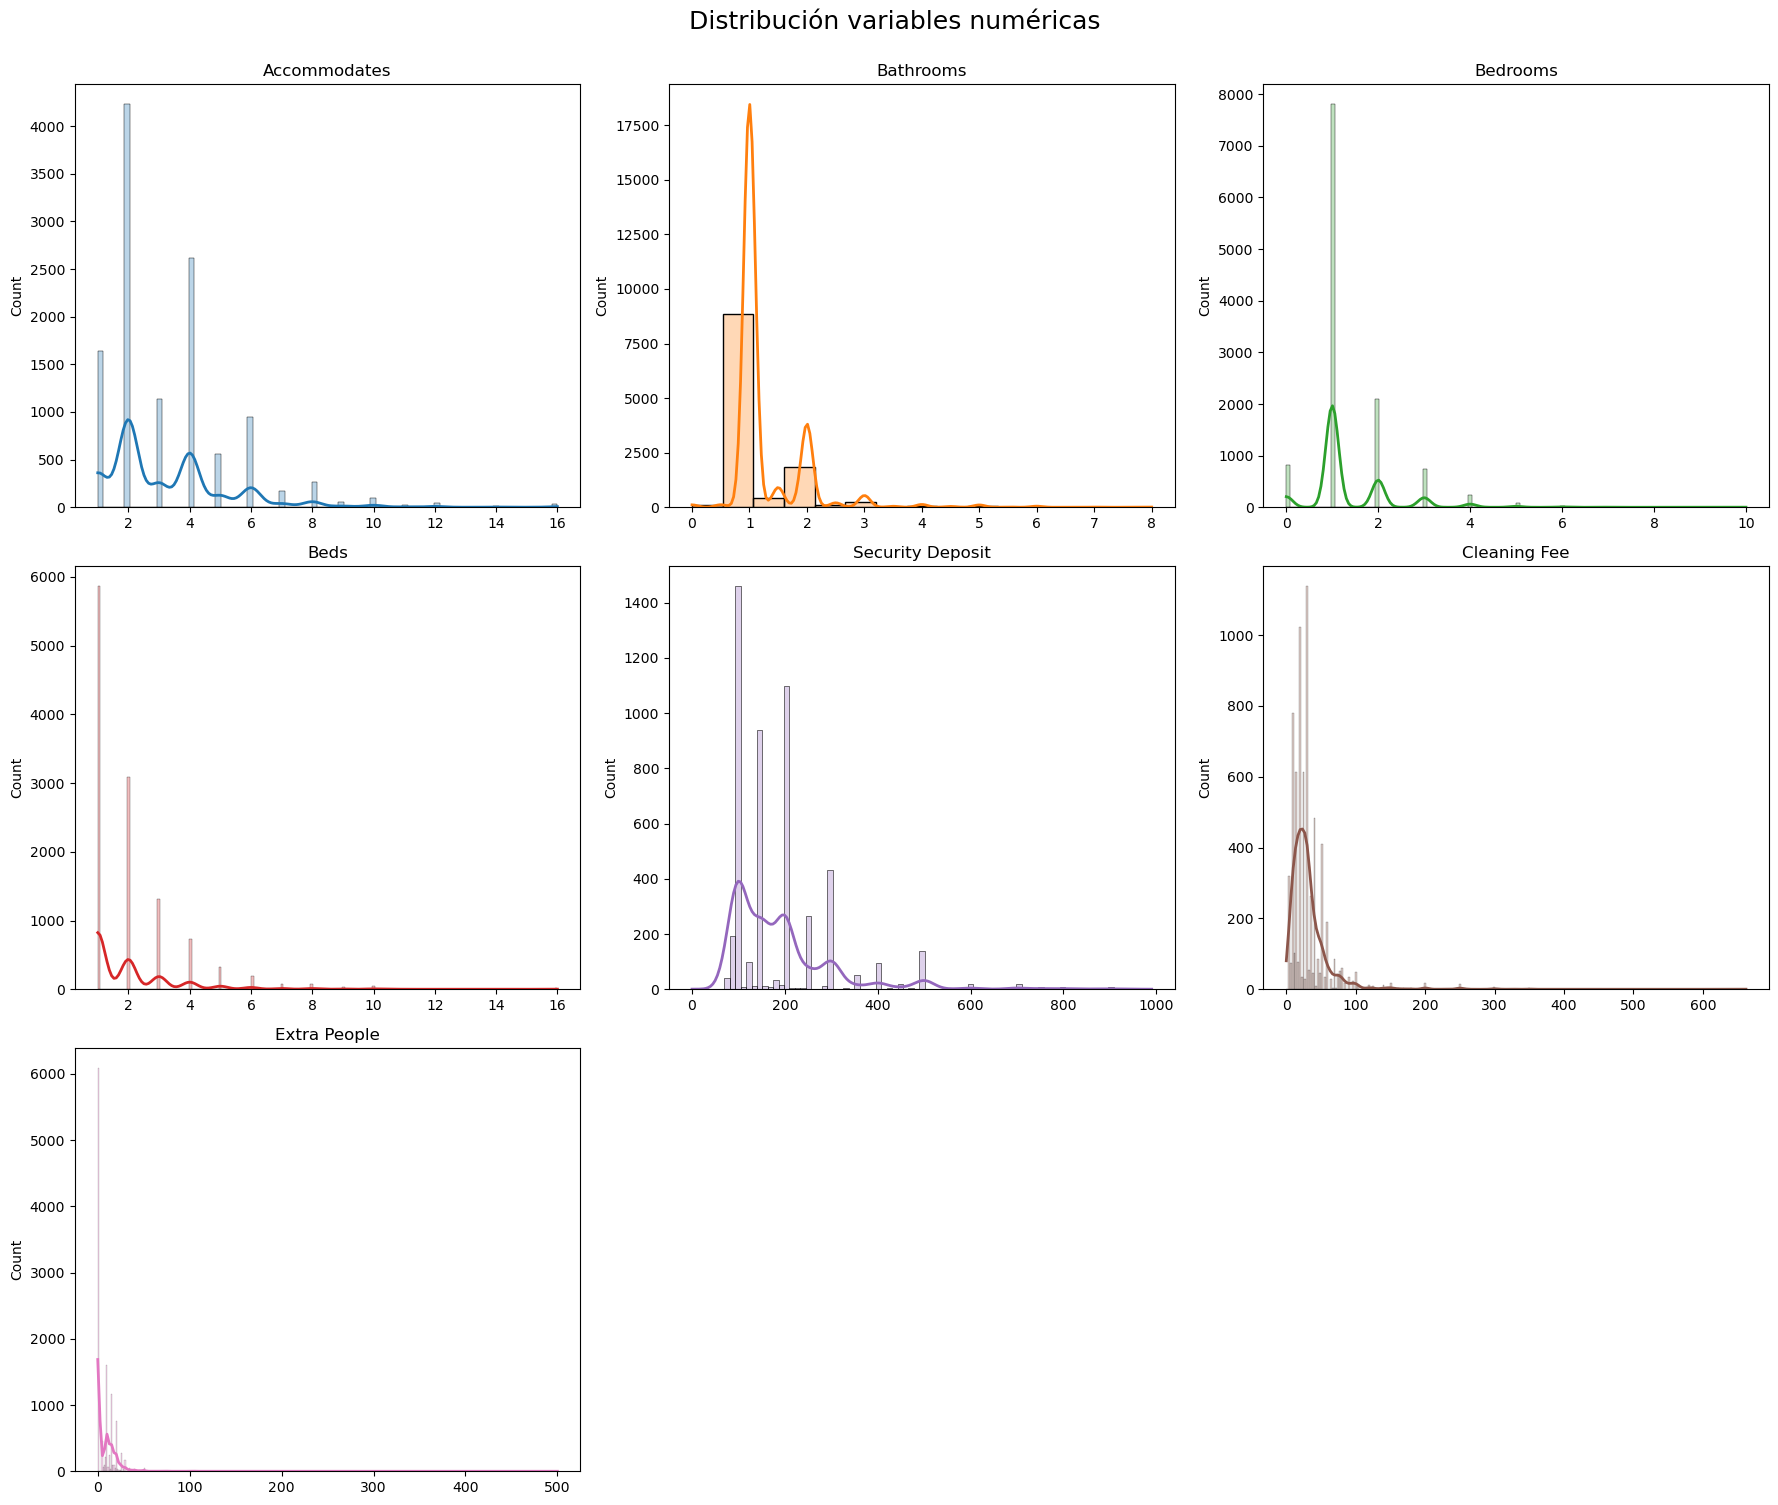 Distribución variables numéricas
Accommodates
Count
4000
3500
3000
2500
2000
1500
1000
500
0
2 4 6 8 10 12 14 16
Bathrooms
Count
17500
15000
12500
10000
7500
5000
2500
0
0 1 2 3 4 5 6 7 8
Bedrooms
Count
8000
7000
6000
5000
4000
3000
2000
1000
0
0 2 4 6 8 10
Beds
Count
6000
5000
4000
3000
2000
1000
0
2 4 6 8 10 12 14 16
Security Deposit
Count
1400
1200
1000
800
600
400
200
0
0 200 400 600 800 1000
Cleaning Fee
Count
1000
800
600
400
200
0
0 100 200 300 400 500 600
Extra People
Count
6000
5000
4000
3000
2000
1000
0
0 100 200 300 400 500